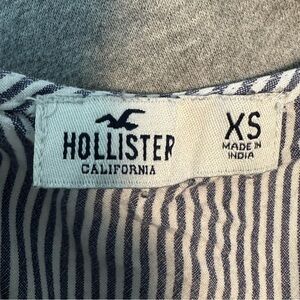 HOLLISTER
CALIFORNIA
XS
MADE IN
INDIA